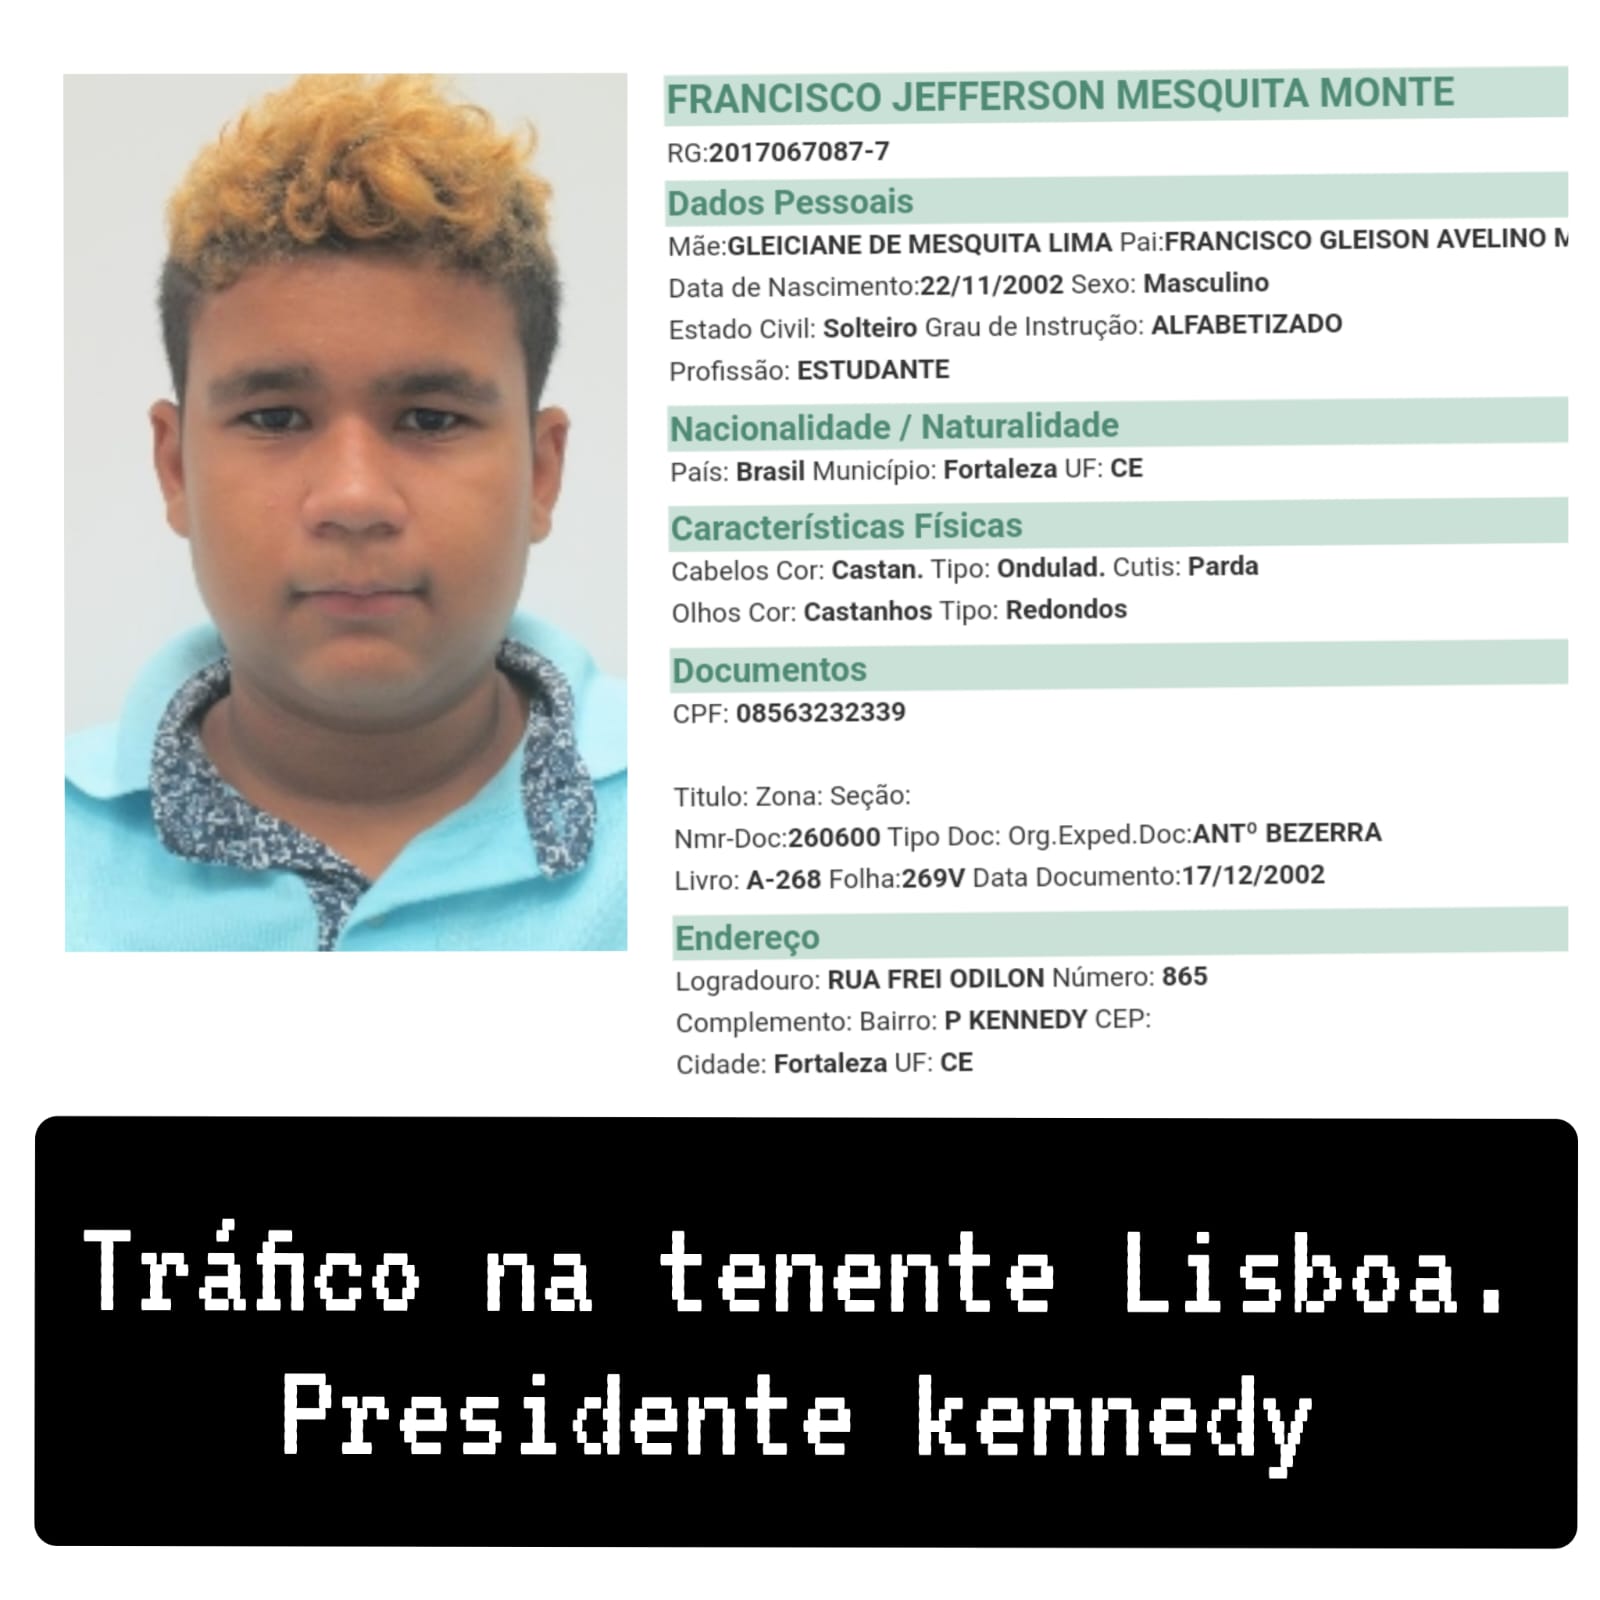 FRANCISCO JEFFERSON MESQUITA MONTE
RG:2017067087-7
Dados Pessoais
Mãe:GLEICIANE DE MESQUITA LIMA Pai:FRANCISCO GLEISON AVELINO
Data de Nascimento:22/11/2002 Sexo: Masculino
Estado Civil: Solteiro Grau de Instrução: ALFABETIZADO
Profissão: ESTUDANTE
Nacionalidade / Naturalidade
País: Brasil Município: Fortaleza UF: CE
Características Físicas
Cabelos Cor: Castan. Tipo: Ondulad. Cutis: Parda
Olhos Cor: Castanhos Tipo: Redondos
Documentos
CPF: 08563232339
Titulo: Zona: Seção:
Nmr-Doc:260600 Tipo Doc: Org.Exped.Doc:ANTº BEZERRA
Livro: A-268 Folha:269V Data Documento:17/12/2002
Endereço
Logradouro: RUA FREI ODILON Número: 865
Complemento: Bairro: P KENNEDY CEP:
Cidade: Fortaleza UF: CE
Tráfico na tenente Lisboa.
Presidente kennedy